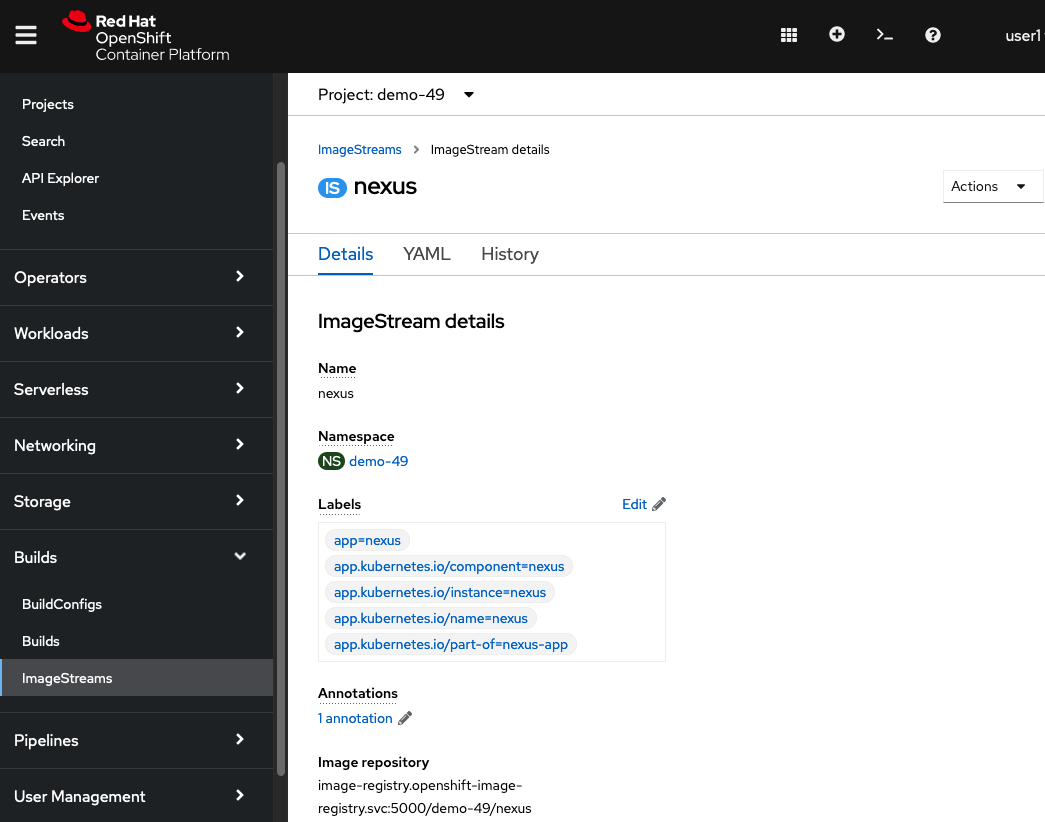 Red Hat
OpenShift
Container Platform
user1
Projects
Search
API Explorer
Events
Operators
Workloads
Serverless
Networking
Storage
Builds
BuildConfigs
Builds
ImageStreams
Pipelines
User Management
Project: demo-49
ImageStreams > ImageStream details
IS nexus
Actions
Details YAML History
ImageStream details
Name
nexus
Namespace
NS demo-49
Labels Edit
app=nexus
app.kubernetes.io/component=nexus
app.kubernetes.io/instance=nexus
app.kubernetes.io/name=nexus
app.kubernetes.io/part-of=nexus-app
Annotations
1 annotation
Image repository
image-registry.openshift-image-
registry.svc:5000/demo-49/nexus